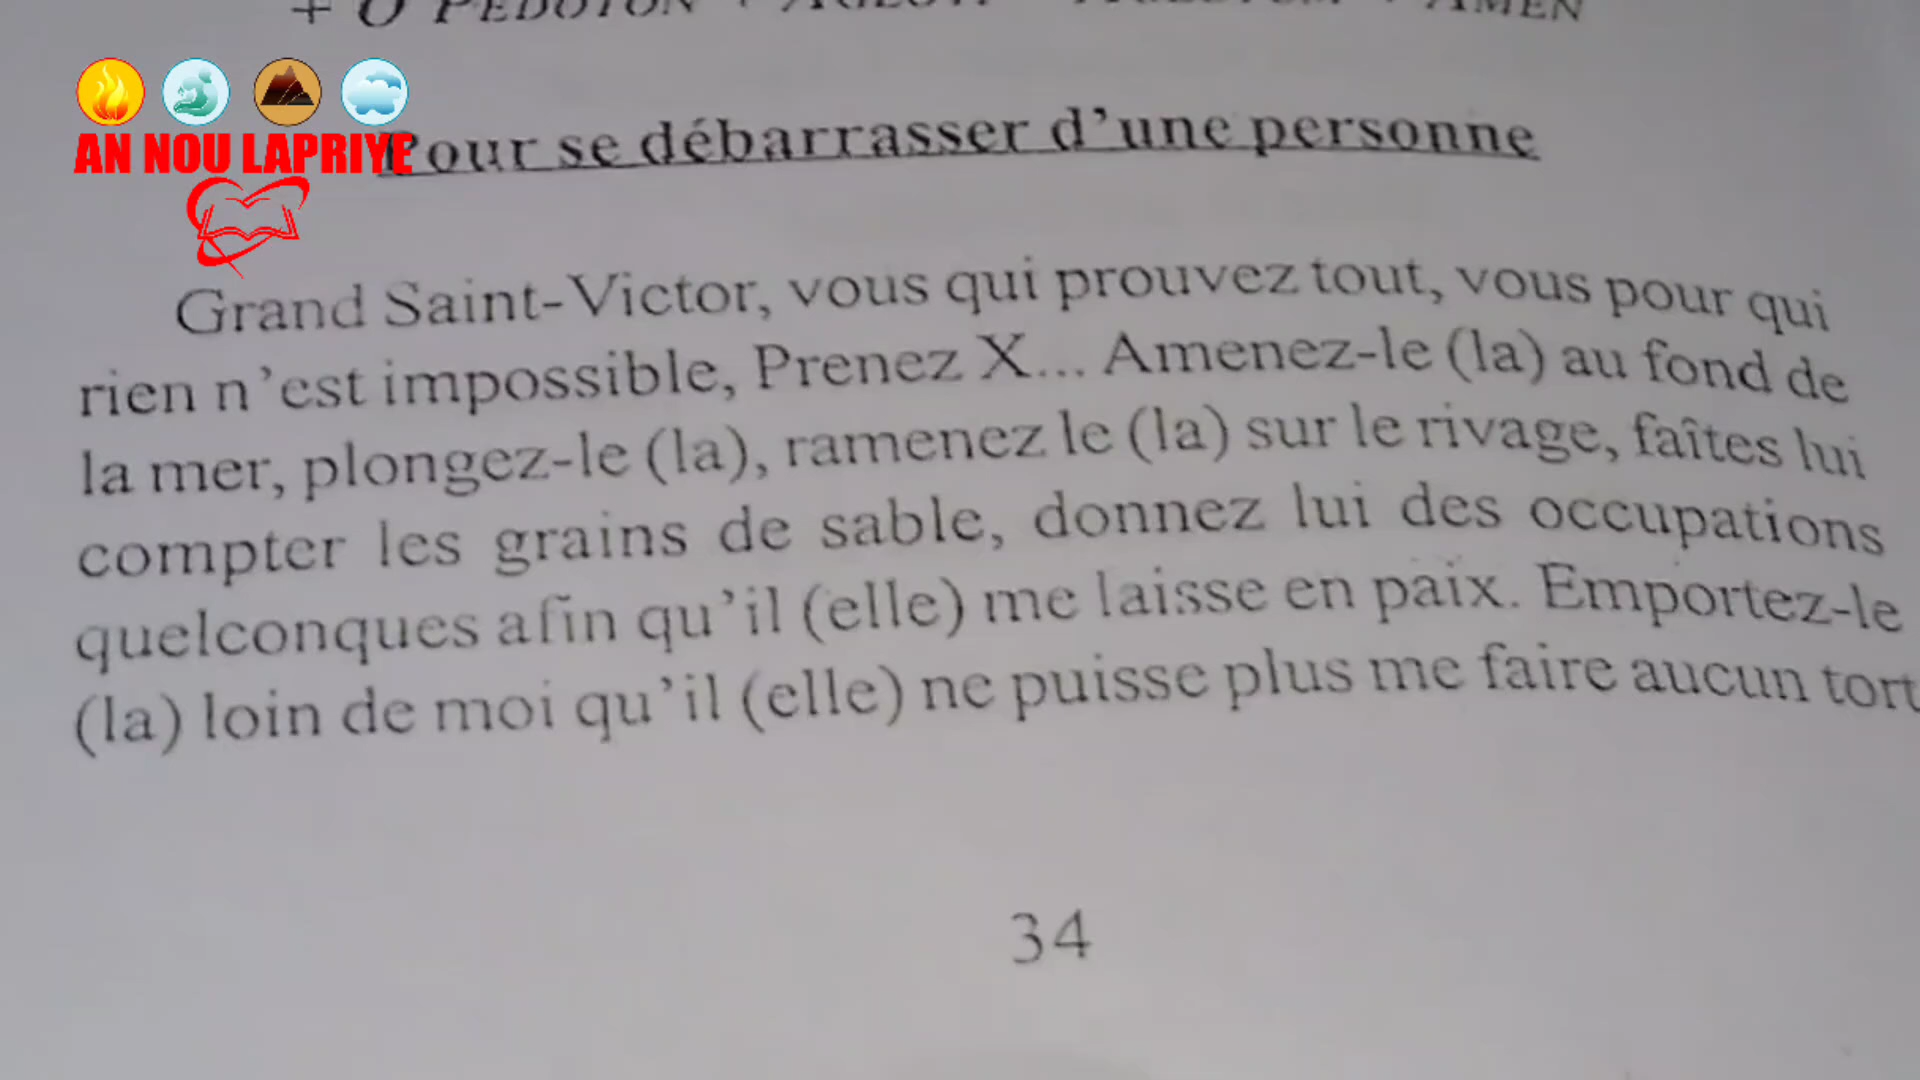 AMEN
AN NOU LAPRIYE
Pour se débarrasser d’une personne
Grand Saint-Victor, vous qui prouvez tout, vous pour qui
rien n’est impossible, Prenez X... Amenez-le (la) au fond de
la mer, plongez-le (la), ramenez le (la) sur le rivage, faîtes lui
compter les grains de sable, donnez lui des occupations
quelconques afin qu’il (elle) me laisse en paix. Emportez-le
(la) loin de moi qu’il (elle) ne puisse plus me faire aucun tort
34